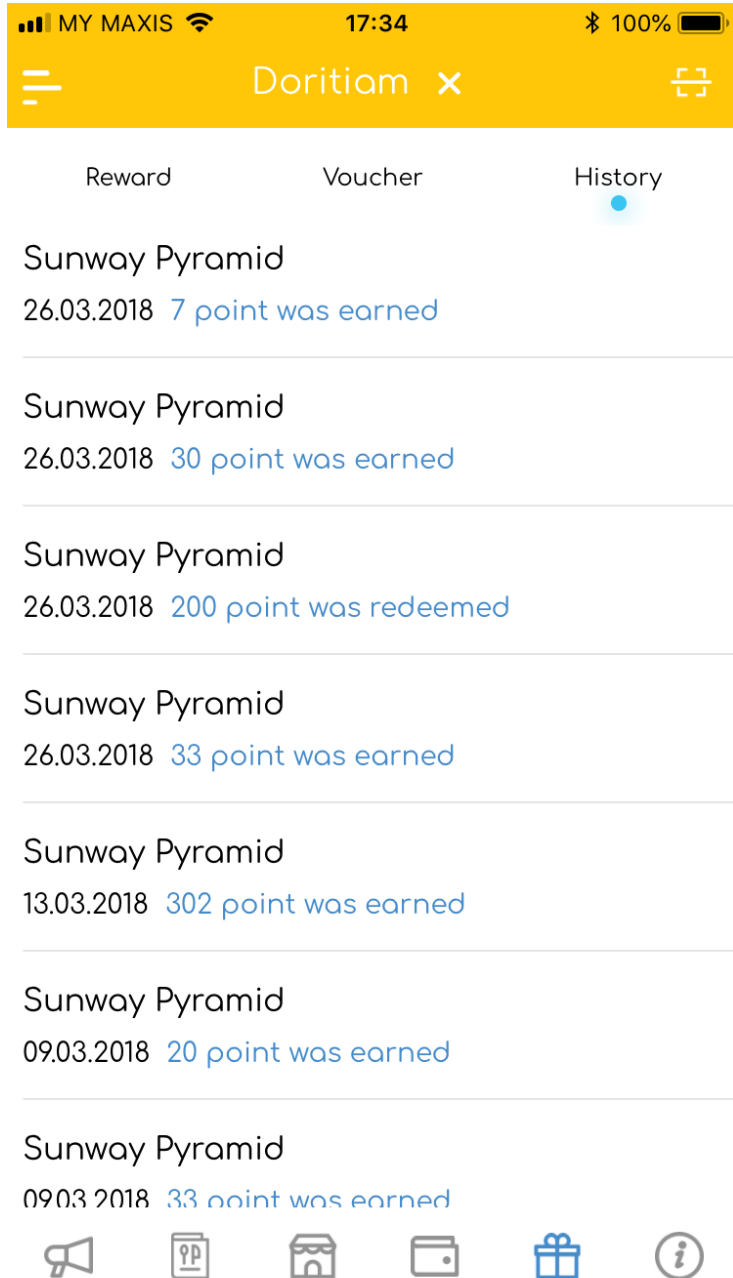 MY MAXIS 17:34 100%
Doritiam ×
Reward Voucher History
Sunway Pyramid
26.03.2018 7 point was earned
Sunway Pyramid
26.03.2018 30 point was earned
Sunway Pyramid
26.03.2018 200 point was redeemed
Sunway Pyramid
26.03.2018 33 point was earned
Sunway Pyramid
13.03.2018 302 point was earned
Sunway Pyramid
09.03.2018 20 point was earned
Sunway Pyramid
09.03.2018 33 point was earned